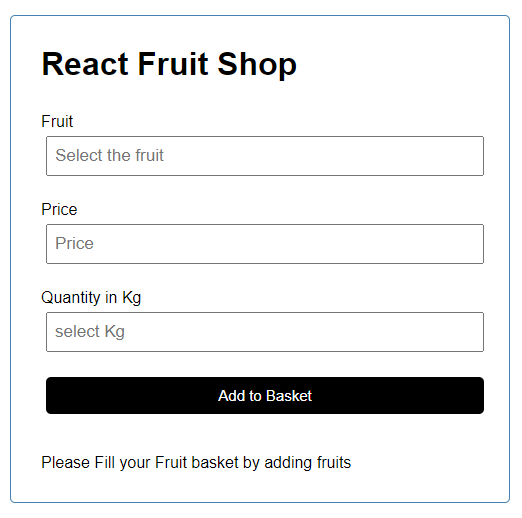 React Fruit Shop
Fruit
Select the fruit
Price
Price
Quantity in Kg
select Kg
Add to Basket
Please Fill your Fruit basket by adding fruits